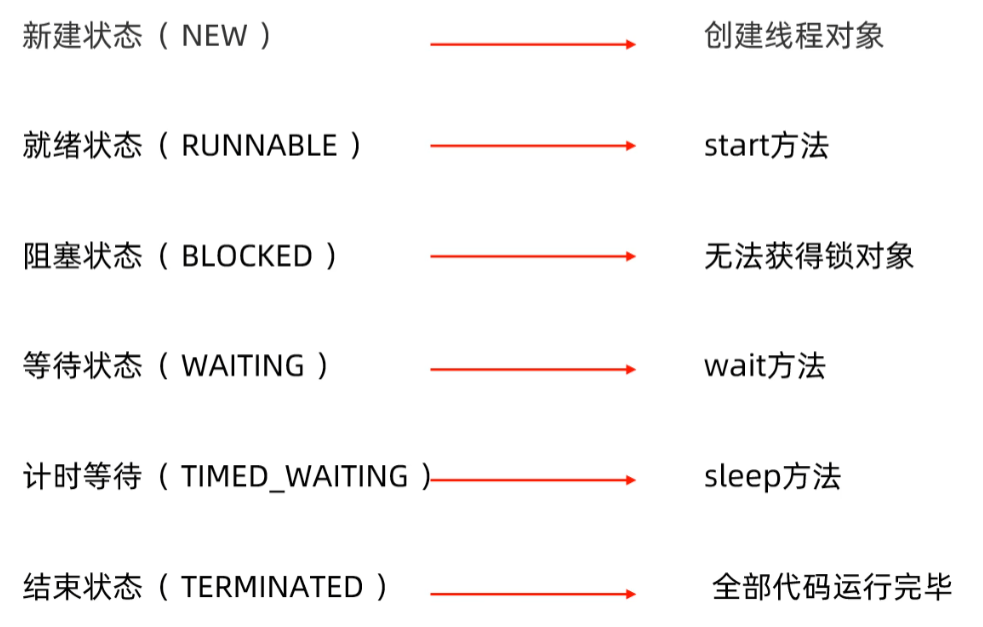 新建状态（ NEW ） 创建线程对象
就绪状态（ RUNNABLE ） start方法
阻塞状态（ BLOCKED ） 无法获得锁对象
等待状态（ WAITING ） wait方法
计时等待（ TIMED_WAITING ） sleep方法
结束状态（ TERMINATED ） 全部代码运行完毕